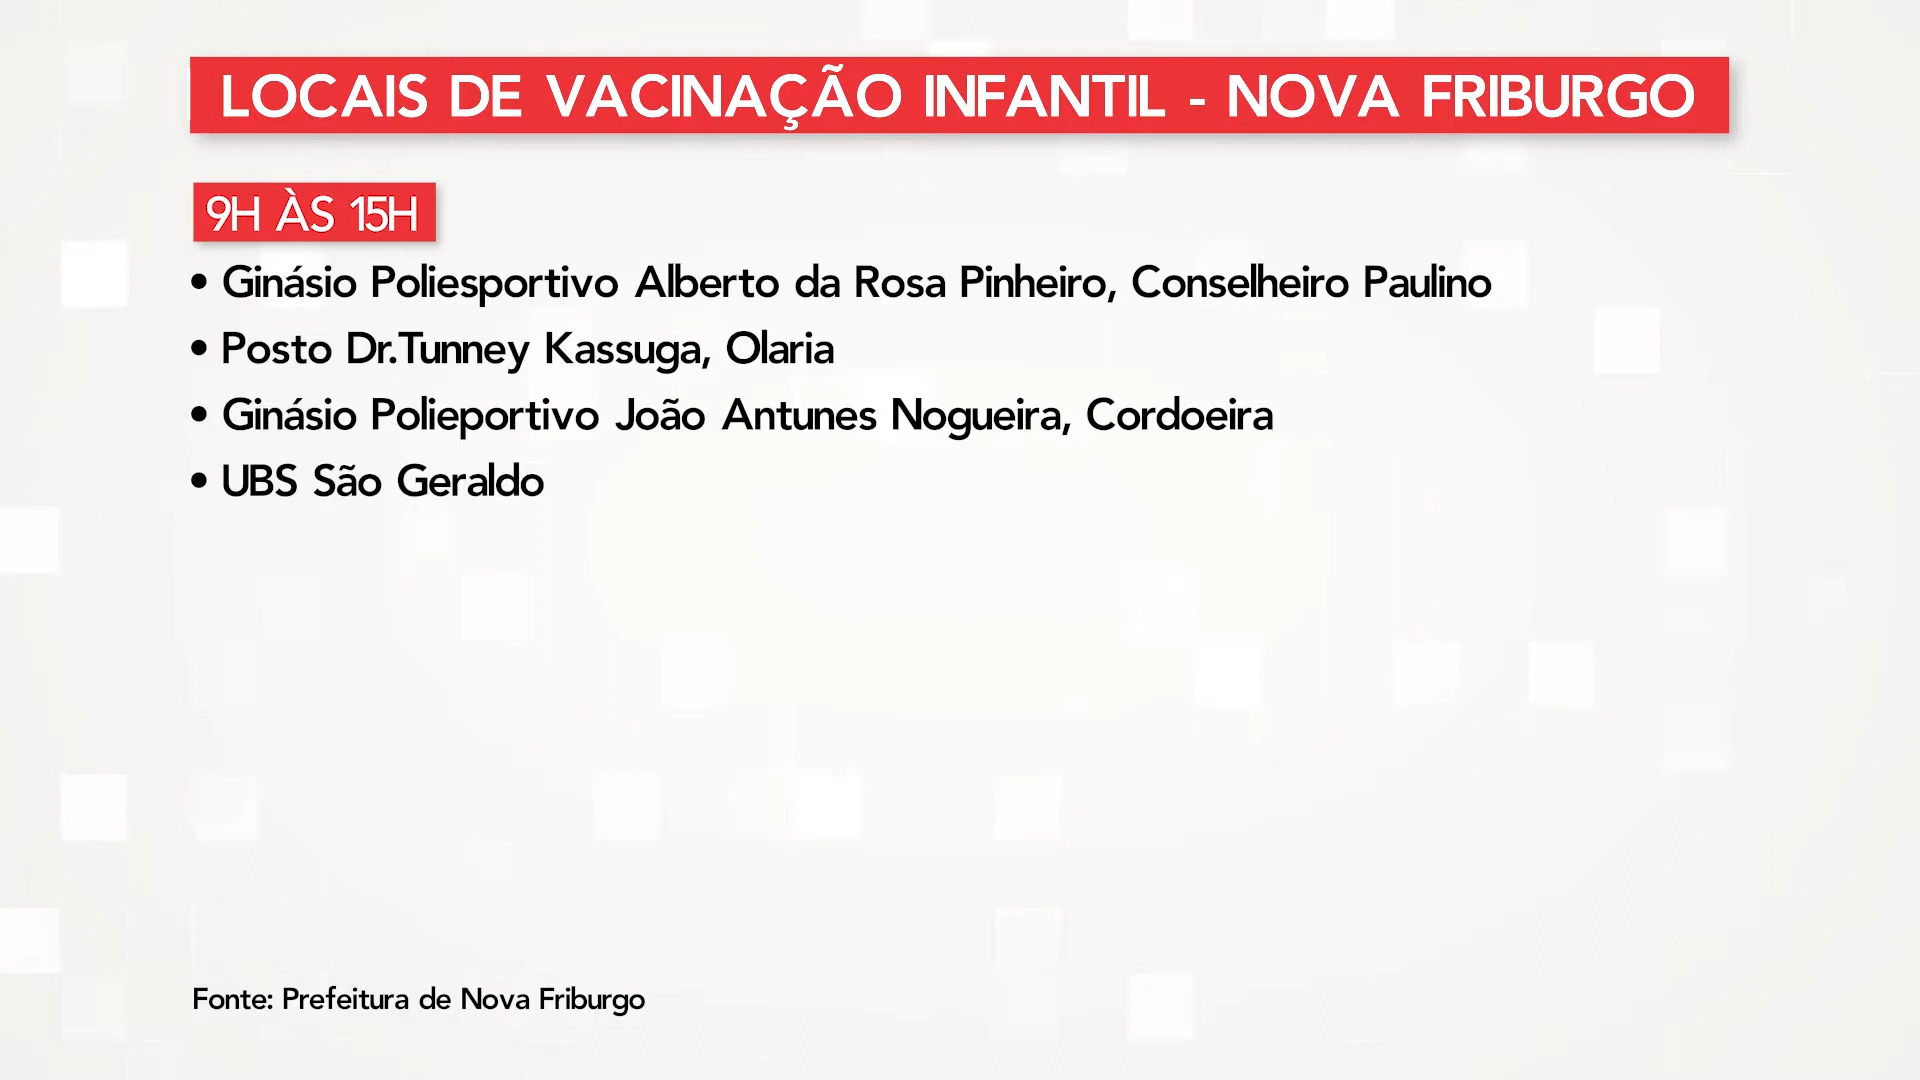 LOCAIS DE VACINAÇÃO INFANTIL - NOVA FRIBURGO
9H ÀS 15H
• Ginásio Poliesportivo Alberto da Rosa Pinheiro, Conselheiro Paulino
• Posto Dr.Tunney Kassuga, Olaria
• Ginásio Polieportivo João Antunes Nogueira, Cordoeira
• UBS São Geraldo
Fonte: Prefeitura de Nova Friburgo